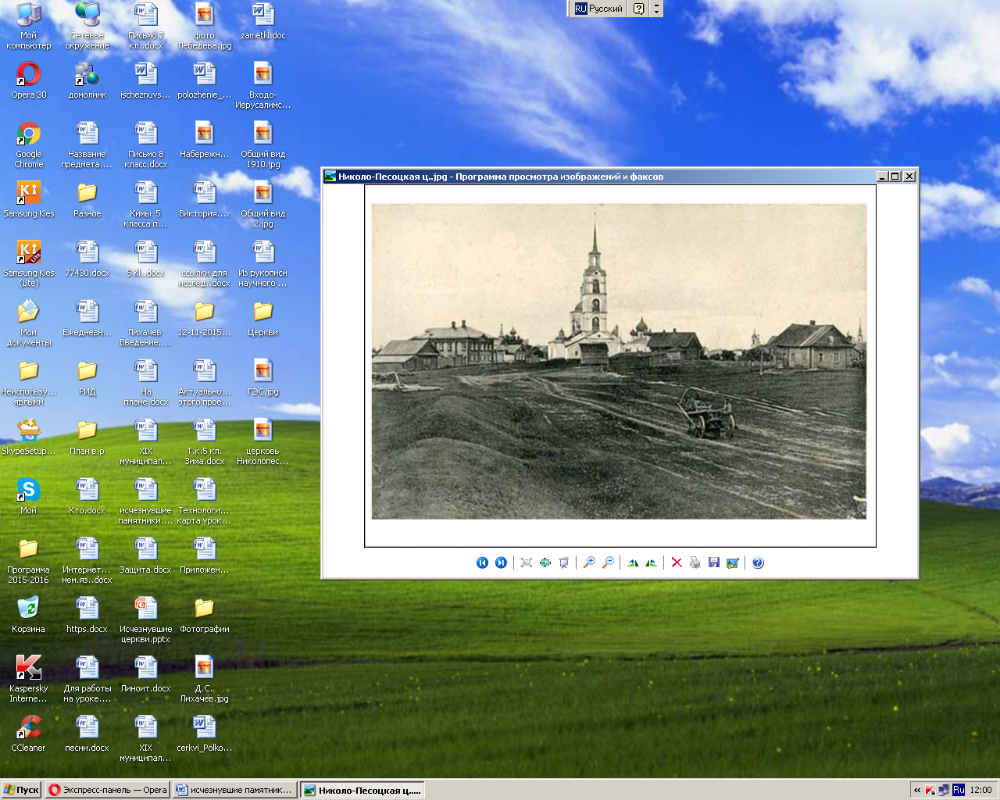 RU Русский
Мой
компьютер
Сетевое
окружение
Письмо 7
кл..docx
фото
Лебедева.jpg
zametki.doc
Opera 30
домолинк
ischeznuvs...
polozhenie_...
Входо-
Иерусалимс...
Google
Chrome
Название
предмета....
Письмо 8
класс.docx
Набережн...
Общий вид
1910.jpg
Samsung Kies
Разное
Кимы 5
класса п...
Виктория....
Общий вид
2.jpg
Samsung Kies
(Lite)
77430.docx
5 кl..docx
ссылки для
исслед..docx
Из рукописи
научного ...
Мои
документы
Ежедневн...
Лихачев
Введение....
12-11-2015...
Церкви
Неиспользу...
ярлыки
РИД
На
плане.docx
Актуально...
этого прое...
ГЭС.jpg
SkypeSetup...
План в.р
XIX
муниципал...
Т.к.5 кл.
Зима.docx
церковь
Николопес...
Мой
Кто.docx
исчезнувшие
памятники....
Технологи...
карта урок...
Программа
2015-2016
Интернет...
нем.яз..docx
Защита.docx
Приложен...
Корзина
https.docx
Исчезнувшие
церкви.pptx
Фотографии
Kaspersky
Interne...
Для работы
на уроке....
Линоит.docx
Д.С.
Лихачев.jpg
CCleaner
песни.docx
XIX
муниципал...
cerkvi_Polko...
Николо-Песоцкая ц..jpg - Программа просмотра изображений и факсов
Пуск
Экспресс-панель — Opera
исчезнувшие памятник...
Николо-Песоцкая ц.....
Ru
12:00